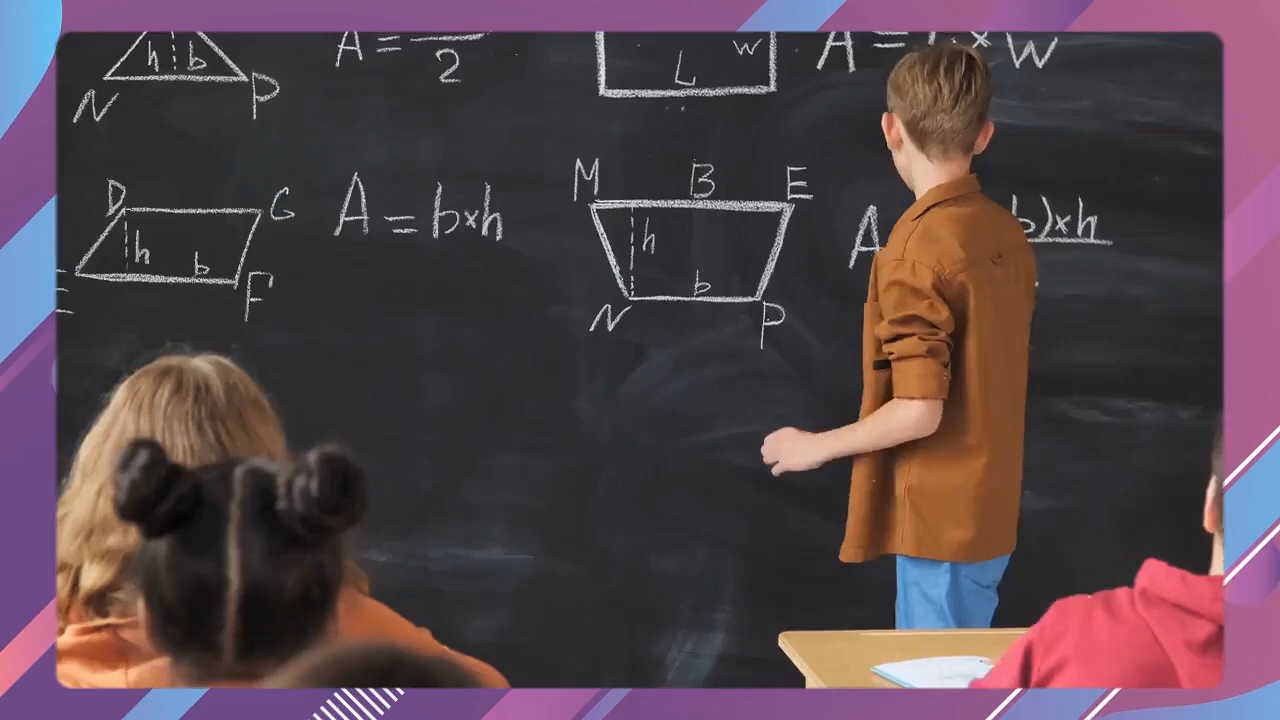 h b
N P
A = 2
L w
A = W
D G
h b
F
A = b×h
M B E
h
b
N P
A b)×h